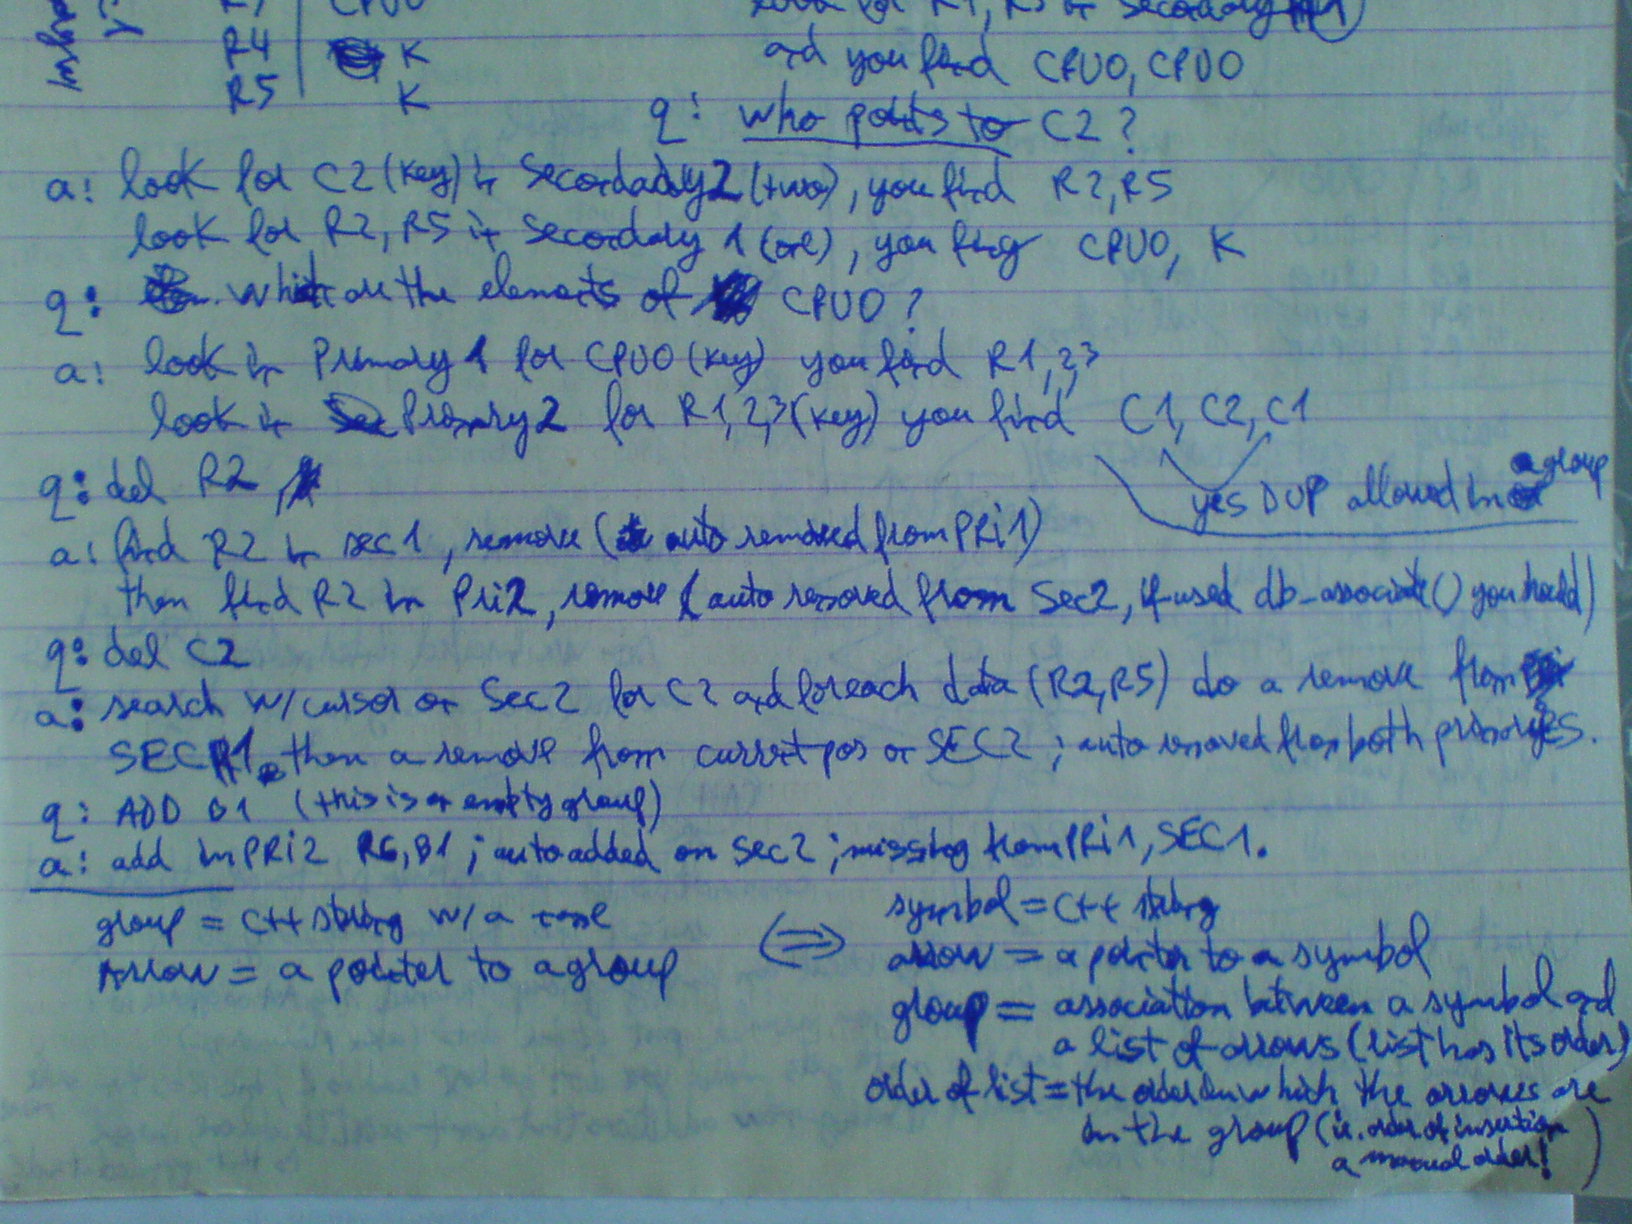 R4 K
R5 K
and you find CPU0, CPU0
q: who points to C2?
a: look for C2 (key) in Secondady2 (two), you find R2, R5
look for R2, R5 in Secondary 1 (one), you fing CPU0, K
q: which are the elements of CPU0?
a: look in Primary 1 for CPU0 (key) you find R1,2,3
look in Primary2 for R1,2,3 (key) you find C1, C2, C1
q: del R2
yes DUP allowed in a group
a: find R2 in sec1, remove ( auto removed from PRi1)
then find R2 in Pri2, remove ( auto removed from Sec2, if used db_associate() you should)
q: del C2
a: search w/cursor on Sec2 for C2 and foreach data (R2,R5) do a remove from
SEC1, then a remove from current pos on SEC2; auto removed from both primaryes.
q: ADD B1 (this is an empty group)
a: add in PRi2 R6,B1; auto added on Sec2; missing from PRi1, SEC1.
group = C++ string w/ a name
Arrow = a pointer to a group
<=>
symbol = C++ string
arrow = a pointer to a symbol
group = association between a symbol and
a list of arrows (list has its order)
order of list = the order in which the arrows are
in the group (ie. order of insertion
a manual order! )